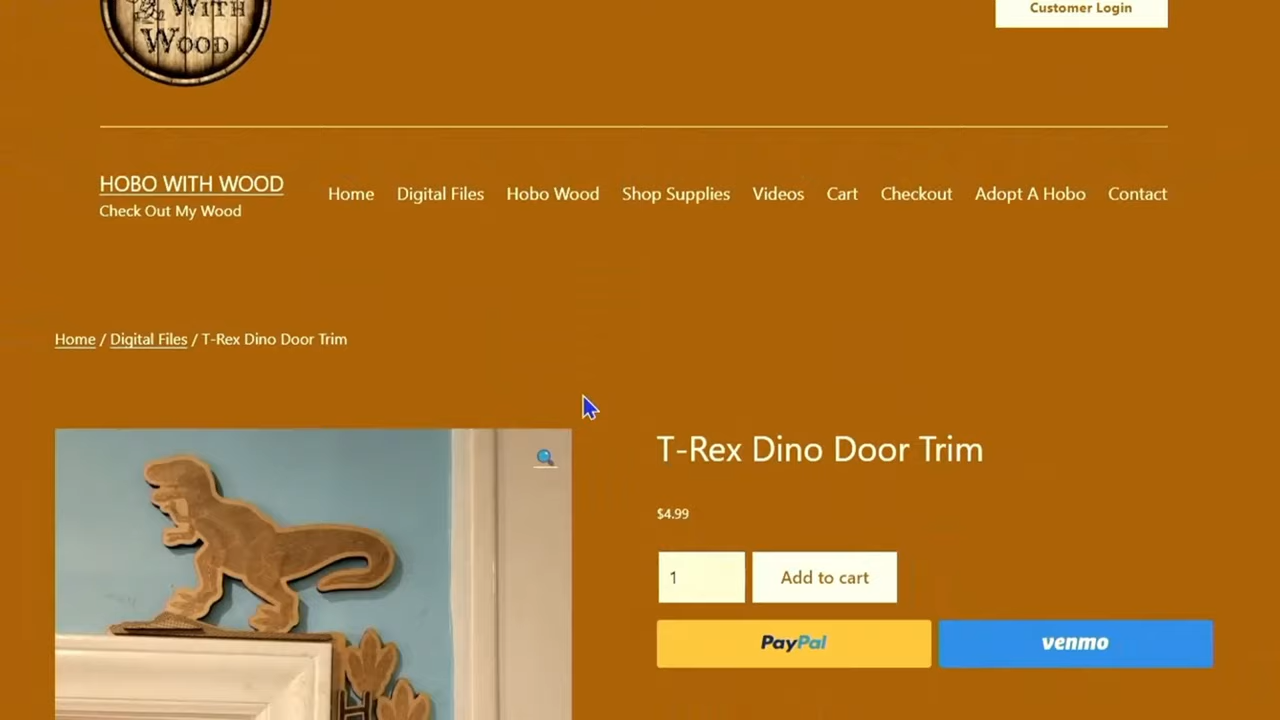 With
Wood
Customer Login
HOBO WITH WOOD
Check Out My Wood
Home Digital Files Hobo Wood Shop Supplies Videos Cart Checkout Adopt A Hobo Contact
Home / Digital Files / T-Rex Dino Door Trim
T-Rex Dino Door Trim
$4.99
1 Add to cart
PayPal venmo
H